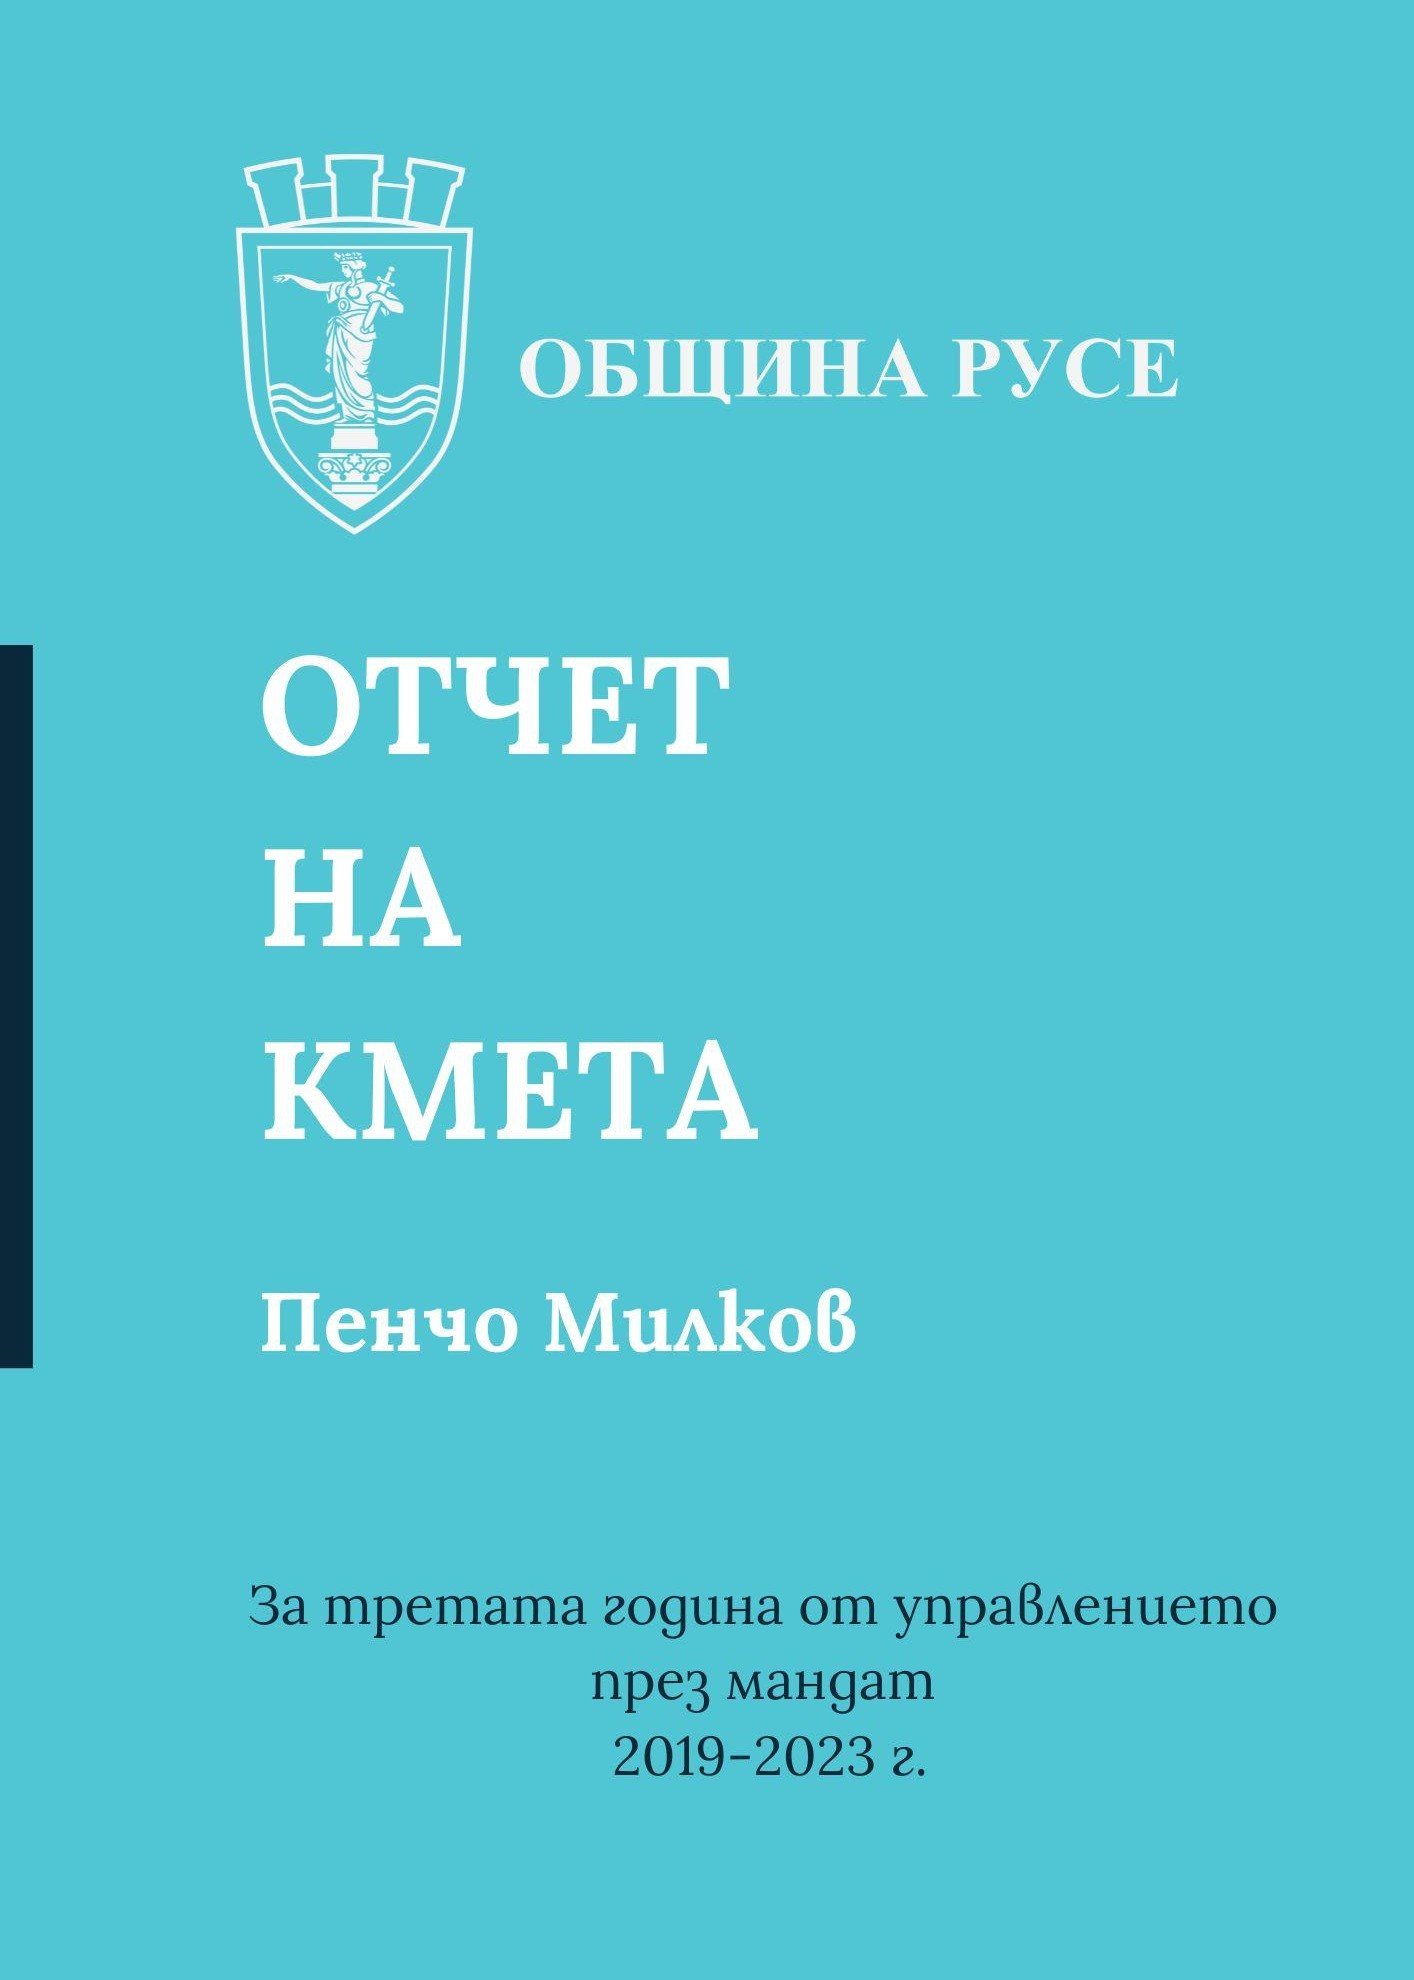 ОБЩИНА РУСЕ
ОТЧЕТ
НА
КМЕТА
Пенчо Милков
За третата година от управлението
през мандат
2019-2023 г.